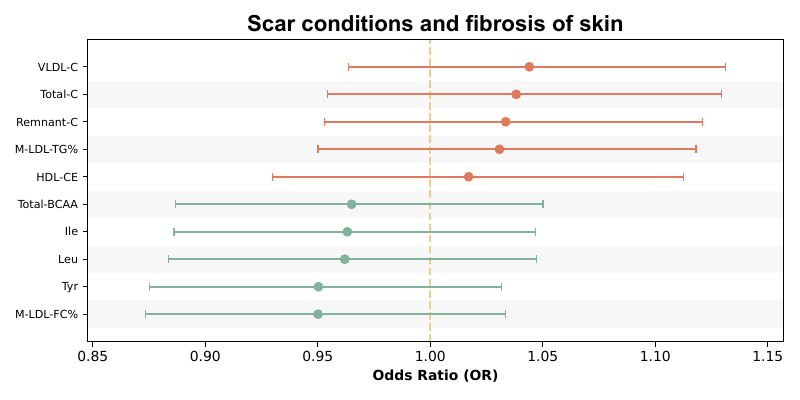 Scar conditions and fibrosis of skin
VLDL-C
Total-C
Remnant-C
M-LDL-TG%
HDL-CE
Total-BCAA
Ile
Leu
Tyr
M-LDL-FC%
0.85 0.90 0.95 1.00 1.05 1.10 1.15
Odds Ratio (OR)